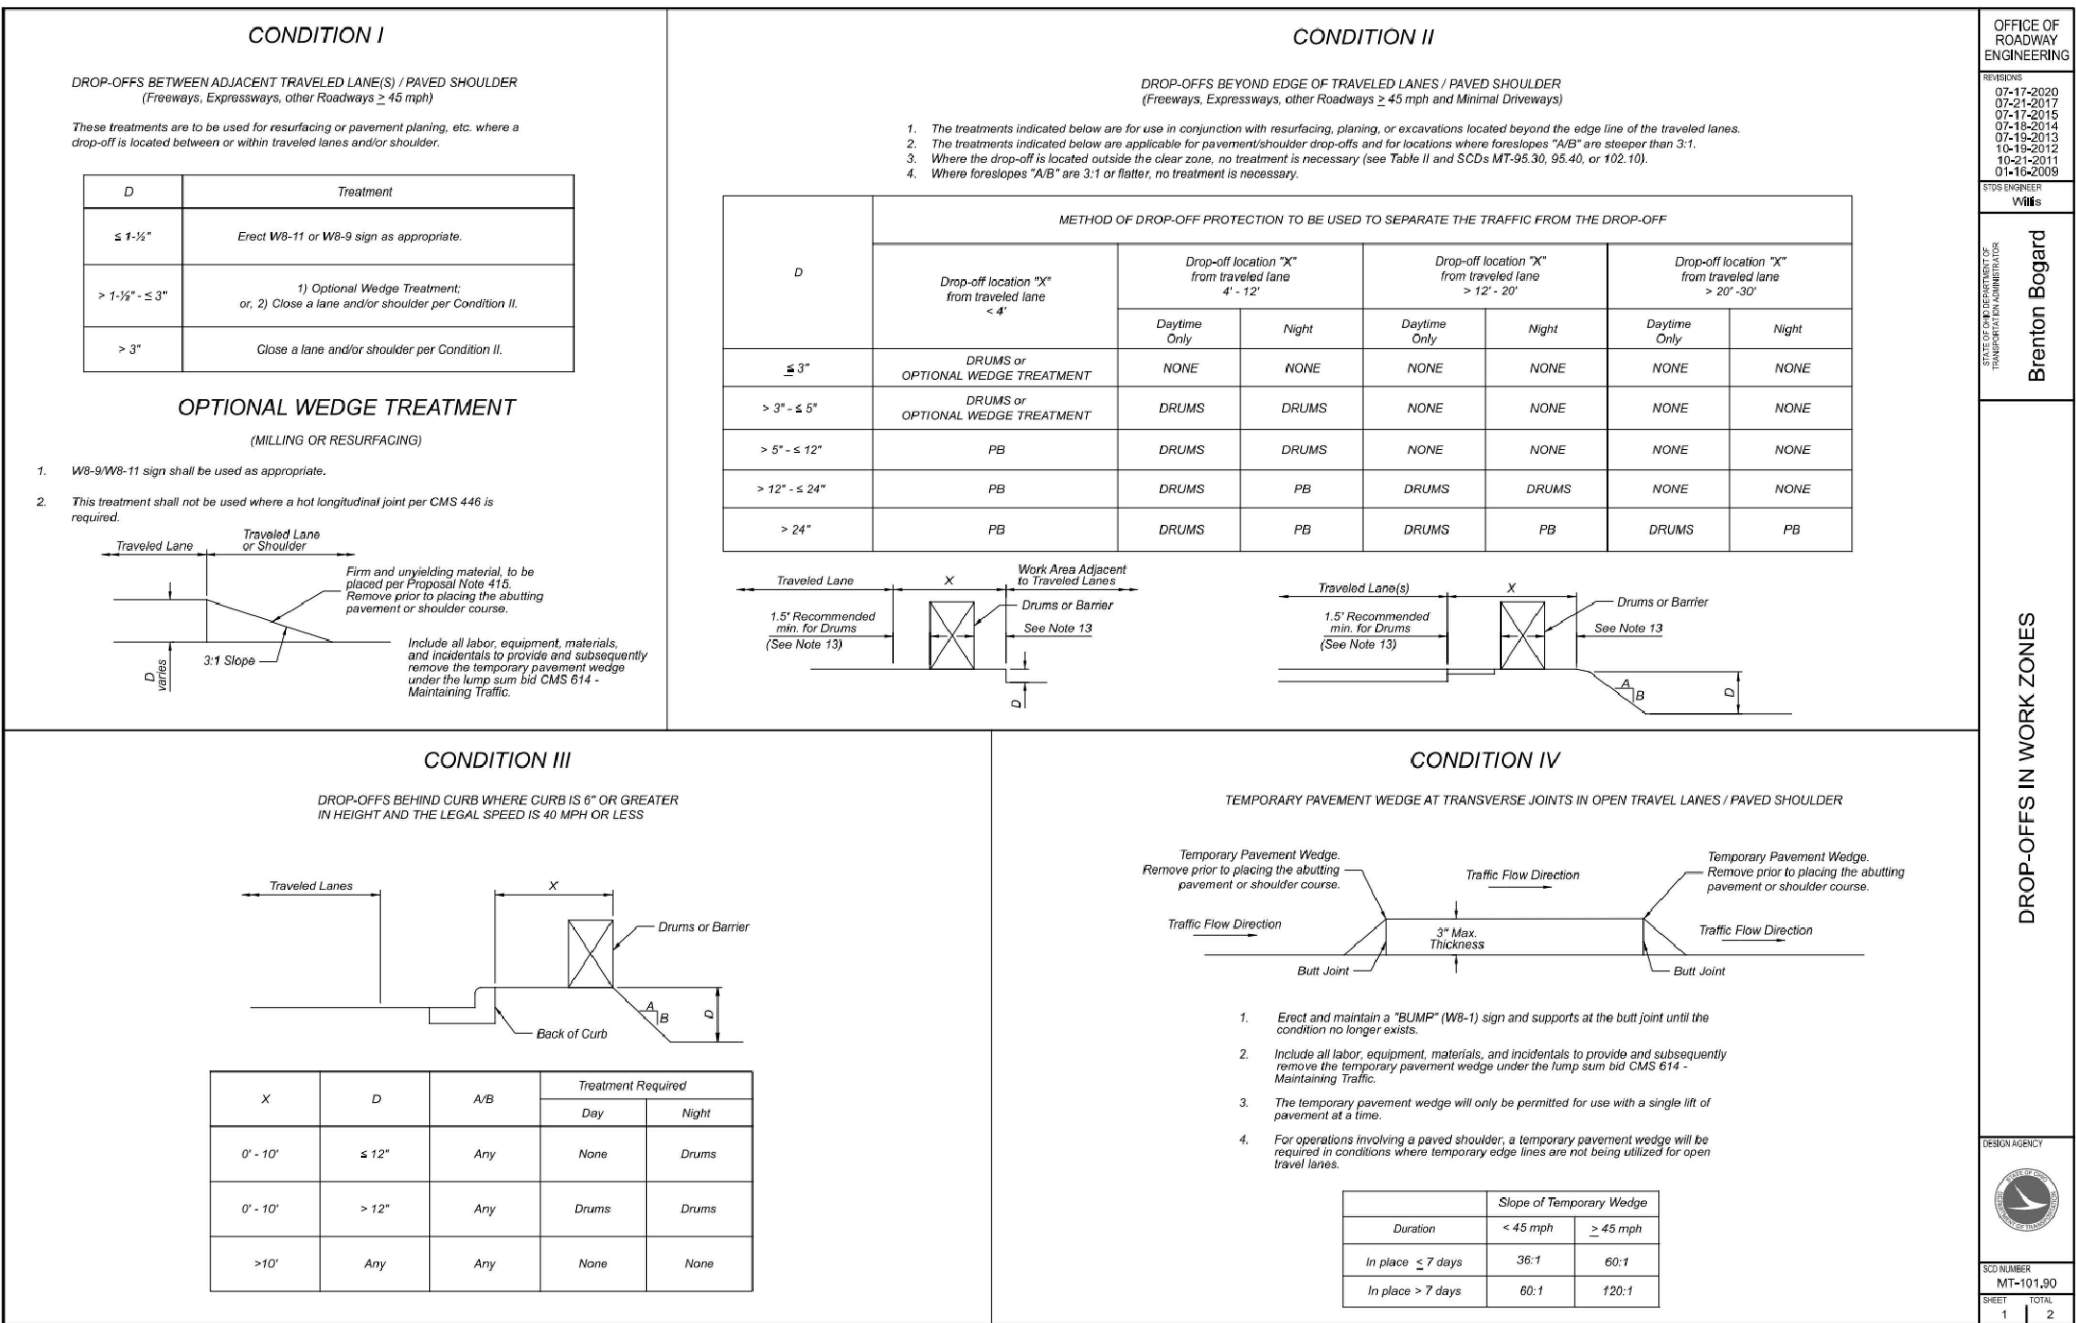 CONDITION I
DROP-OFFS BETWEEN ADJACENT TRAVELED LANE(S) / PAVED SHOULDER
(Freeways, Expressways, other Roadways ≥ 45 mph)
These treatments are to be used for resurfacing or pavement planing, etc. where a
drop-off is located between or within traveled lanes and/or shoulder.
D Treatment
≤ 1-½" Erect W8-11 or W8-9 sign as appropriate.
> 1-½" - ≤ 3" 1) Optional Wedge Treatment;
or, 2) Close a lane and/or shoulder per Condition II.
> 3" Close a lane and/or shoulder per Condition II.
OPTIONAL WEDGE TREATMENT
(MILLING OR RESURFACING)
1. W8-9/W8-11 sign shall be used as appropriate.
2. This treatment shall not be used where a hot longitudinal joint per CMS 446 is
required.
Traveled Lane
Traveled Lane
or Shoulder
Firm and unyielding material, to be
placed per Proposal Note 415.
Remove prior to placing the abutting
pavement or shoulder course.
3:1 Slope
D
varies
Include all labor, equipment, materials,
and incidentals to provide and subsequently
remove the temporary pavement wedge
under the lump sum bid CMS 614 -
Maintaining Traffic.
CONDITION II
DROP-OFFS BEYOND EDGE OF TRAVELED LANES / PAVED SHOULDER
(Freeways, Expressways, other Roadways ≥ 45 mph and Minimal Driveways)
1. The treatments indicated below are for use in conjunction with resurfacing, planing, or excavations located beyond the edge line of the traveled lanes.
2. The treatments indicated below are applicable for pavement/shoulder drop-offs and for locations where foreslopes "A/B" are steeper than 3:1.
3. Where the drop-off is located outside the clear zone, no treatment is necessary (see Table II and SCDs MT-95.30, 95.40, or 102.10).
4. Where foreslopes "A/B" are 3:1 or flatter, no treatment is necessary.
D
METHOD OF DROP-OFF PROTECTION TO BE USED TO SEPARATE THE TRAFFIC FROM THE DROP-OFF
Drop-off location "X"
from traveled lane
< 4'
Drop-off location "X"
from traveled lane
4' - 12'
Drop-off location "X"
from traveled lane
> 12' - 20'
Drop-off location "X"
from traveled lane
> 20' -30'
Daytime
Only
Night
Daytime
Only
Night
Daytime
Only
Night
≤ 3" DRUMS or
OPTIONAL WEDGE TREATMENT NONE NONE NONE NONE NONE NONE
> 3" - ≤ 5" DRUMS or
OPTIONAL WEDGE TREATMENT DRUMS DRUMS NONE NONE NONE NONE
> 5" - ≤ 12" PB DRUMS DRUMS NONE NONE NONE NONE
> 12" - ≤ 24" PB DRUMS PB DRUMS DRUMS NONE NONE
> 24" PB DRUMS PB DRUMS PB DRUMS PB
Traveled Lane
X
Work Area Adjacent
to Traveled Lanes
Drums or Barrier
1.5' Recommended
min. for Drums
(See Note 13)
See Note 13
D
Traveled Lane(s)
X
Drums or Barrier
1.5' Recommended
min. for Drums
(See Note 13)
See Note 13
A
B
D
CONDITION III
DROP-OFFS BEHIND CURB WHERE CURB IS 6" OR GREATER
IN HEIGHT AND THE LEGAL SPEED IS 40 MPH OR LESS
Traveled Lanes
X
Drums or Barrier
A
B
D
Back of Curb
X D A/B Treatment Required
Day Night
0' - 10' ≤ 12" Any None Drums
0' - 10' > 12" Any Drums Drums
>10' Any Any None None
CONDITION IV
TEMPORARY PAVEMENT WEDGE AT TRANSVERSE JOINTS IN OPEN TRAVEL LANES / PAVED SHOULDER
Temporary Pavement Wedge.
Remove prior to placing the abutting
pavement or shoulder course.
Traffic Flow Direction
Temporary Pavement Wedge.
Remove prior to placing the abutting
pavement or shoulder course.
Traffic Flow Direction
3" Max.
Thickness
Traffic Flow Direction
Butt Joint
Butt Joint
1. Erect and maintain a "BUMP" (W8-1) sign and supports at the butt joint until the
condition no longer exists.
2. Include all labor, equipment, materials, and incidentals to provide and subsequently
remove the temporary pavement wedge under the lump sum bid CMS 614 -
Maintaining Traffic.
3. The temporary pavement wedge will only be permitted for use with a single lift of
pavement at a time.
4. For operations involving a paved shoulder, a temporary pavement wedge will be
required in conditions where temporary edge lines are not being utilized for open
travel lanes.
Slope of Temporary Wedge
Duration < 45 mph ≥ 45 mph
In place ≤ 7 days 36:1 60:1
In place > 7 days 60:1 120:1
OFFICE OF
ROADWAY
ENGINEERING
REVISIONS
07-17-2020
07-21-2017
07-17-2015
07-18-2014
07-19-2013
10-19-2012
10-21-2011
01-16-2009
STDS ENGINEER
Willis
STATE OF OHIO DEPARTMENT OF
TRANSPORTATION ADMINISTRATOR
Brenton Bogard
DROP-OFFS IN WORK ZONES
DESIGN AGENCY
STATE OF OHIO
DEPARTMENT OF TRANSPORTATION
SCD NUMBER
MT-101.90
SHEET TOTAL
1 2